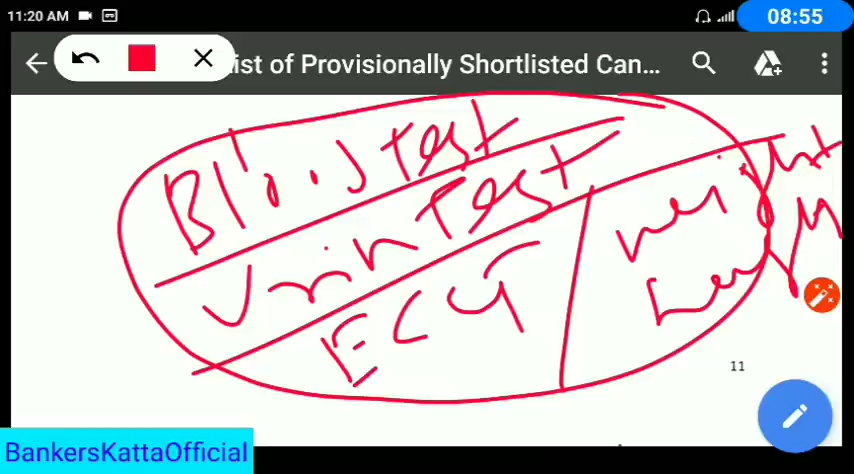 11:20 AM
08:55
ist of Provisionally Shortlisted Can...
Blood Test
Urin Test
ECG
11
BankersKattaOfficial